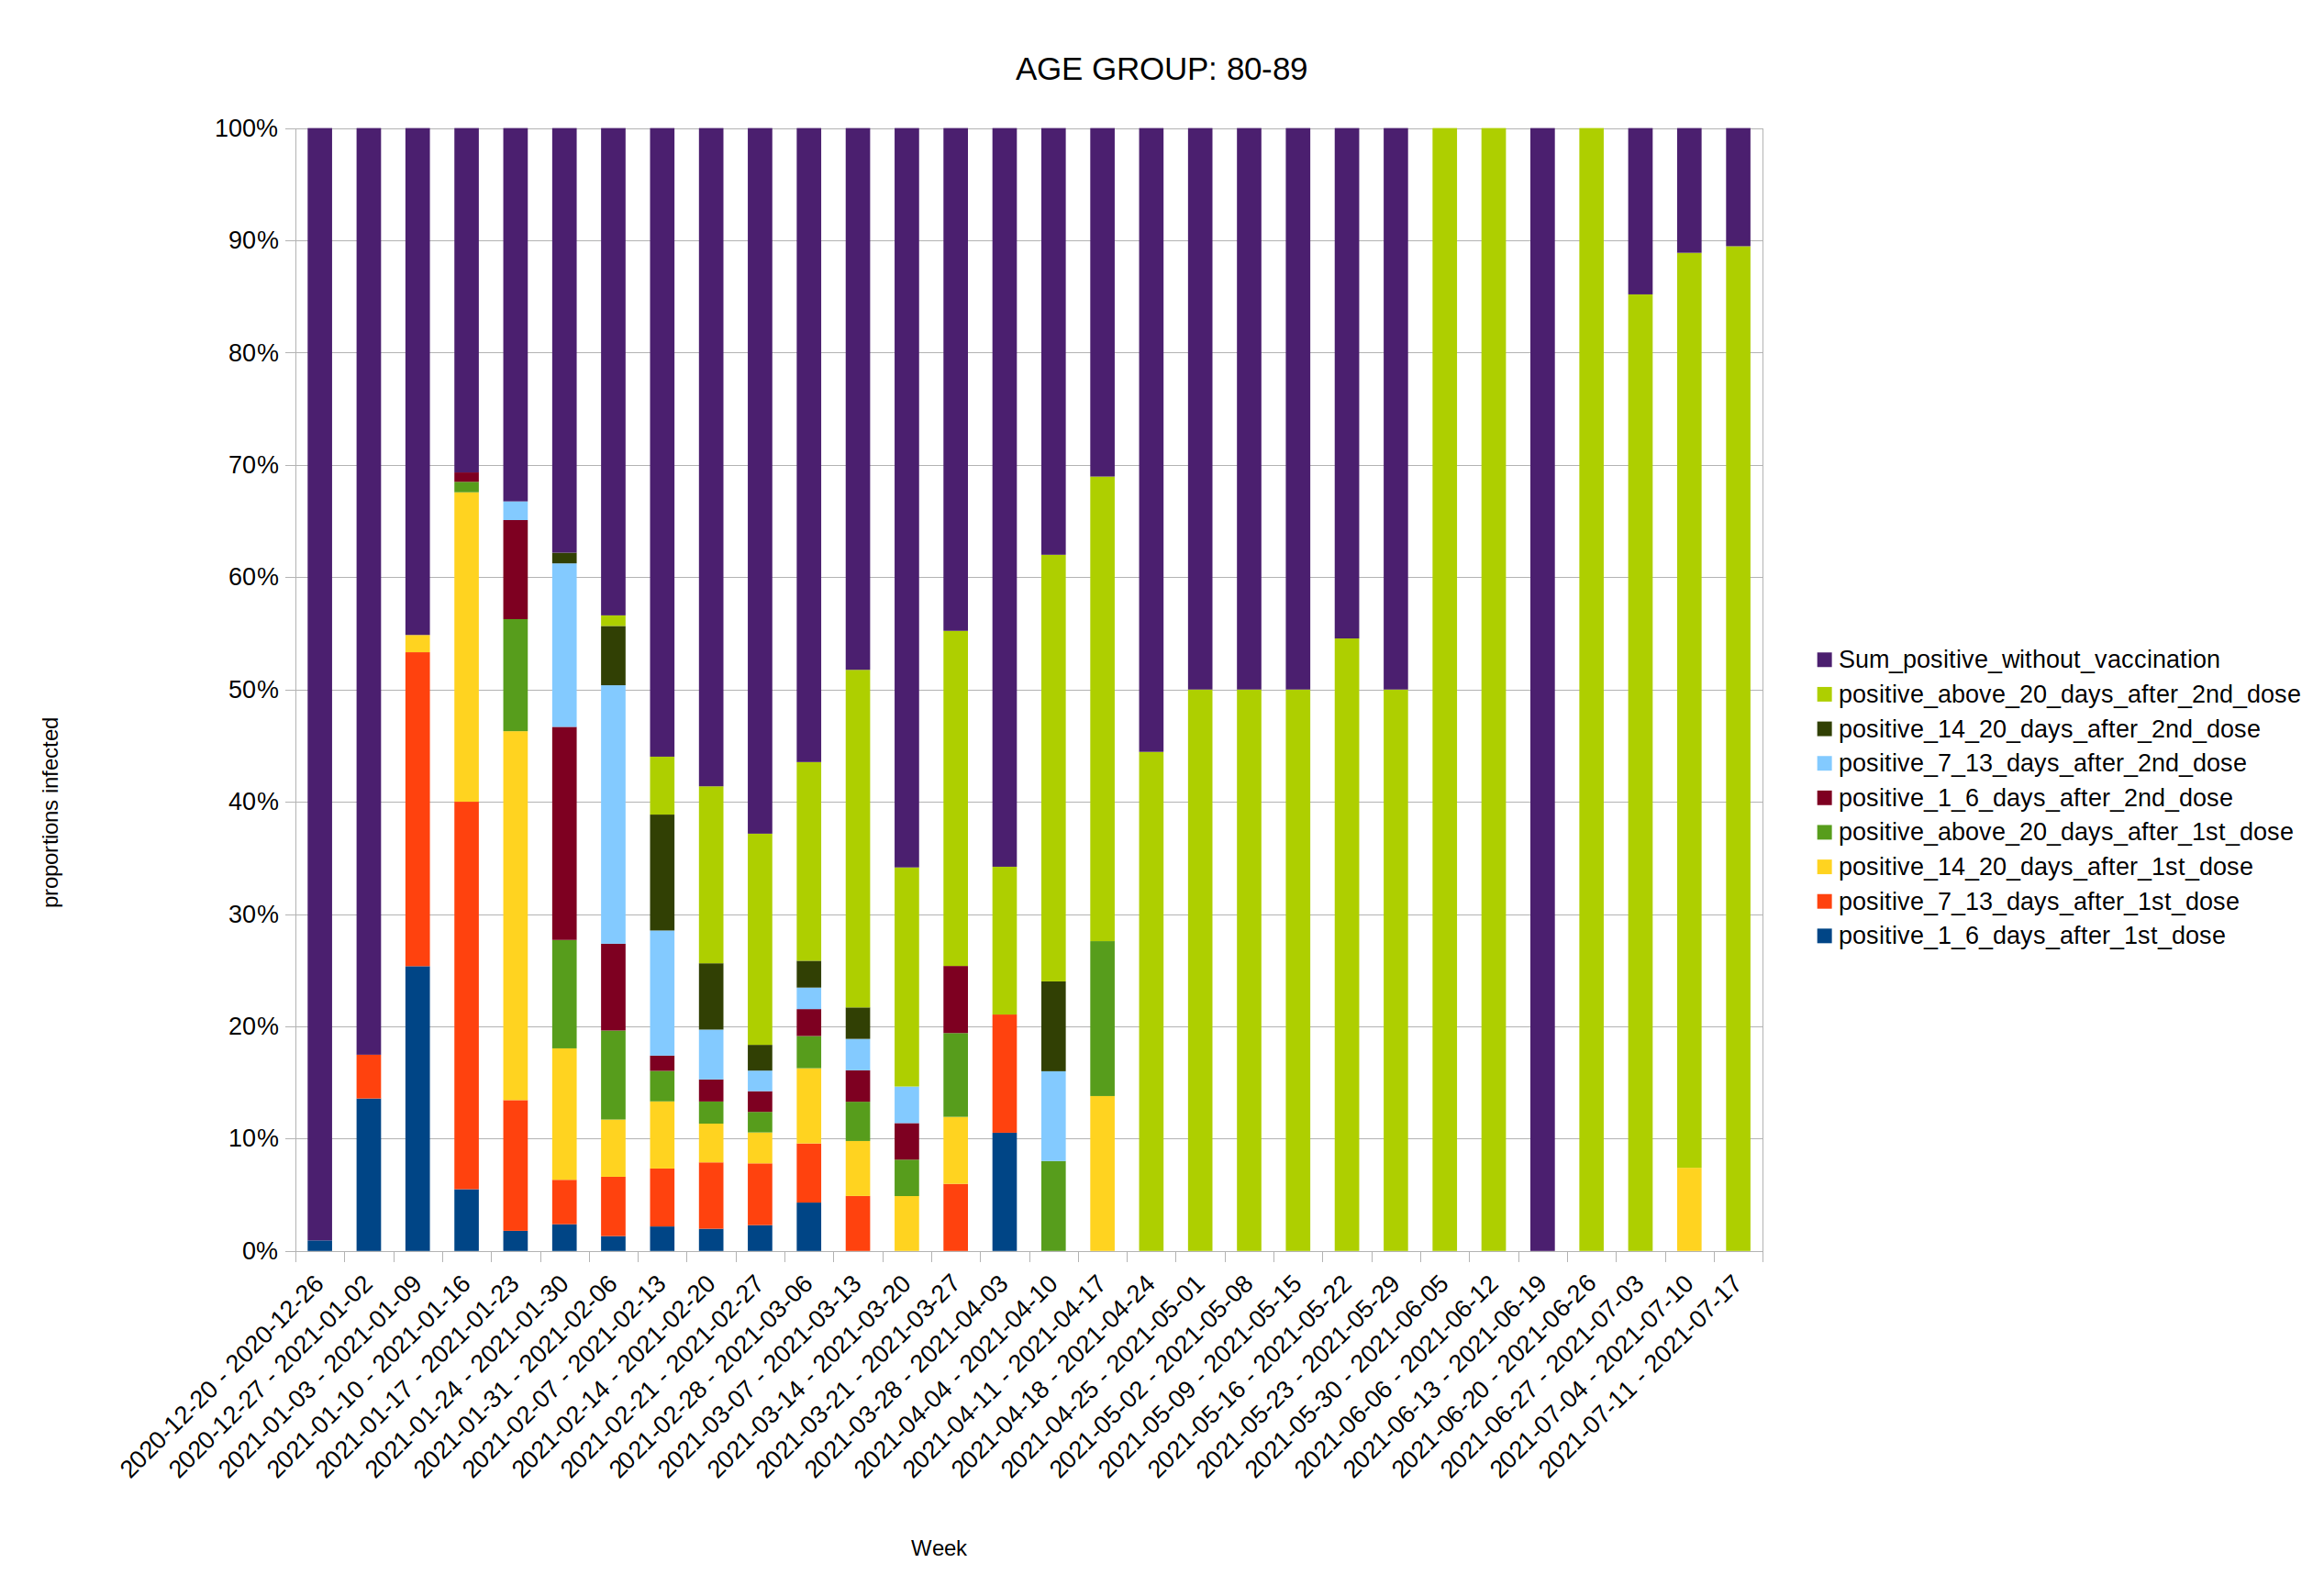 AGE GROUP: 80-89
100%
90%
80%
70%
60%
50%
40%
30%
20%
10%
0%
proportions infected
2020-12-20 - 2020-12-26
2020-12-27 - 2021-01-02
2021-01-03 - 2021-01-09
2021-01-10 - 2021-01-16
2021-01-17 - 2021-01-23
2021-01-24 - 2021-01-30
2021-01-31 - 2021-02-06
2021-02-07 - 2021-02-13
2021-02-14 - 2021-02-20
2021-02-21 - 2021-02-27
2021-02-28 - 2021-03-06
2021-03-07 - 2021-03-13
2021-03-14 - 2021-03-20
2021-03-21 - 2021-03-27
2021-03-28 - 2021-04-03
2021-04-04 - 2021-04-10
2021-04-11 - 2021-04-17
2021-04-18 - 2021-04-24
2021-04-25 - 2021-05-01
2021-05-02 - 2021-05-08
2021-05-09 - 2021-05-15
2021-05-16 - 2021-05-22
2021-05-23 - 2021-05-29
2021-05-30 - 2021-06-05
2021-06-06 - 2021-06-12
2021-06-13 - 2021-06-19
2021-06-20 - 2021-06-26
2021-06-27 - 2021-07-03
2021-07-04 - 2021-07-10
2021-07-11 - 2021-07-17
Week
Sum_positive_without_vaccination
positive_above_20_days_after_2nd_dose
positive_14_20_days_after_2nd_dose
positive_7_13_days_after_2nd_dose
positive_1_6_days_after_2nd_dose
positive_above_20_days_after_1st_dose
positive_14_20_days_after_1st_dose
positive_7_13_days_after_1st_dose
positive_1_6_days_after_1st_dose